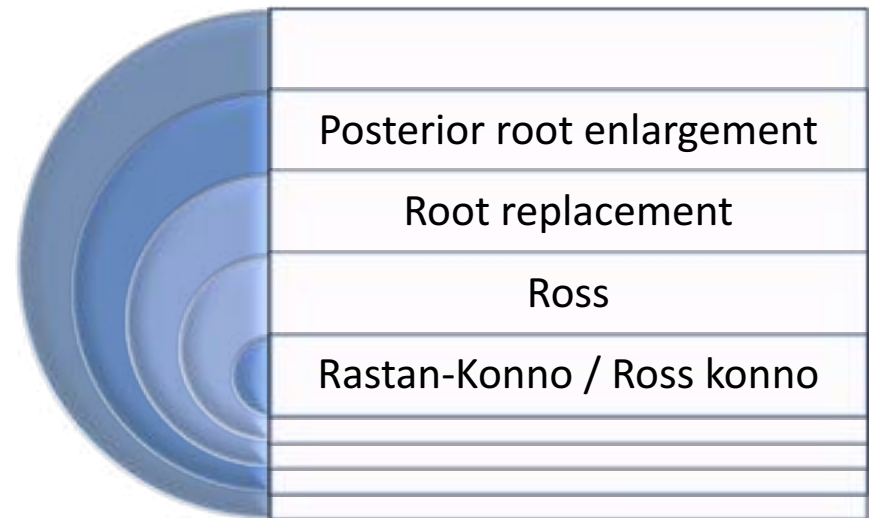 Posterior root enlargement
Root replacement
Ross
Rastan-Konno / Ross konno